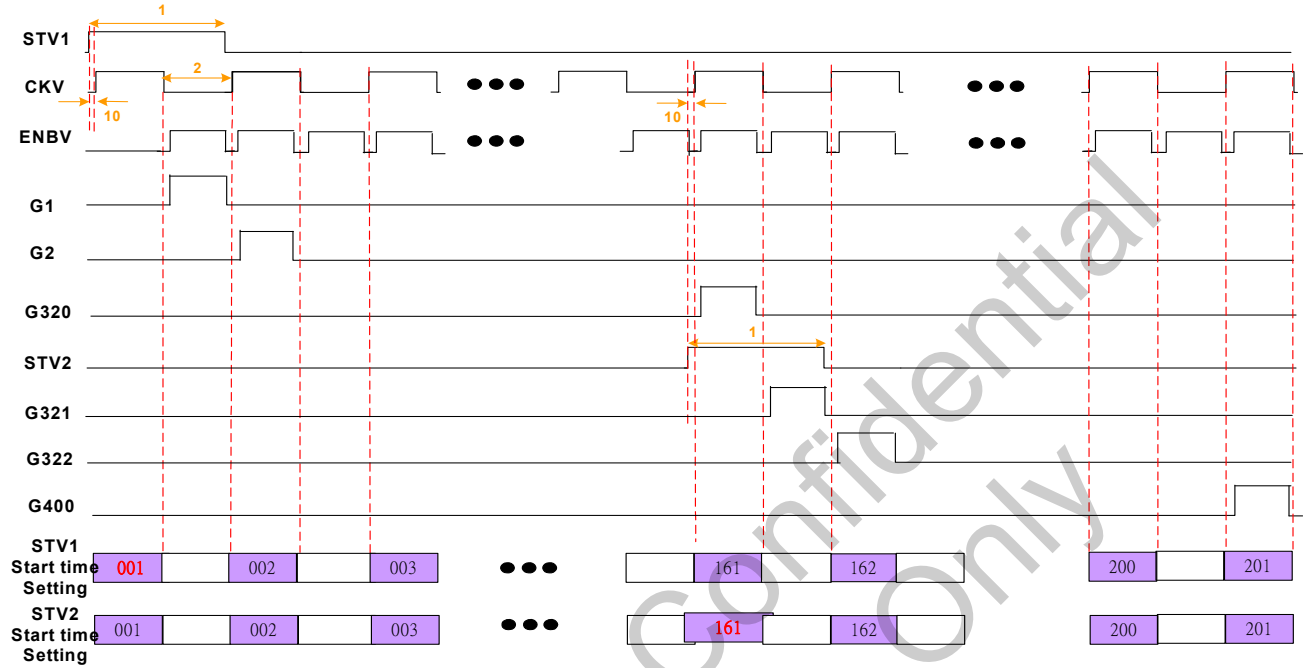 1
STV1
CKV
2
10
10
ENBV
G1
G2
G320
STV2
1
G321
G322
G400
STV1
Start time
Setting
001 002 003 161 162 200 201
STV2
Start time
Setting
001 002 003 161 162 200 201
Confidential
Only